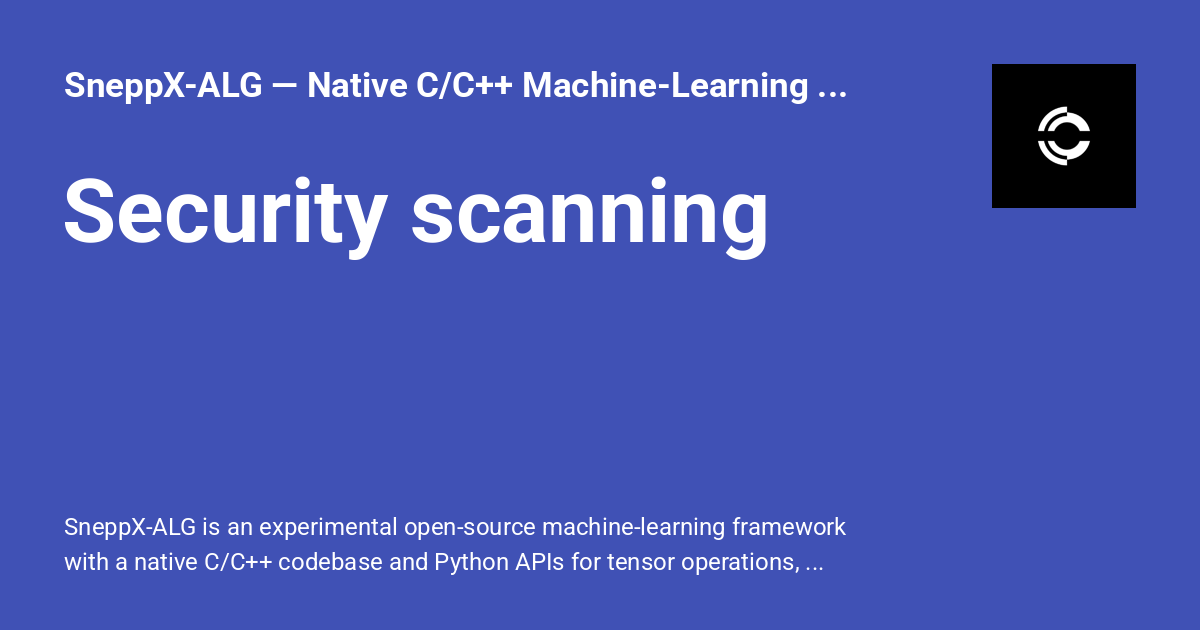 SneppX-ALG — Native C/C++ Machine-Learning ...
Security scanning
SneppX-ALG is an experimental open-source machine-learning framework
with a native C/C++ codebase and Python APIs for tensor operations, ...